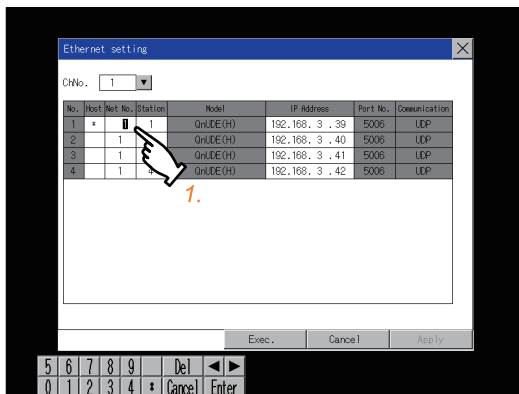 Ethernet setting
ChNo. 1
No. Host Net No. Station Model IP Address Port No. Communication
1 * 1 1 QnUDE(H) 192.168. 3 .39 5006 UDP
2 1 QnUDE(H) 192.168. 3 .40 5006 UDP
3 1 QnUDE(H) 192.168. 3 .41 5006 UDP
4 1 4 QnUDE(H) 192.168. 3 .42 5006 UDP
1.
Exec. Cancel Apply
5 6 7 8 9 Del
0 1 2 3 4 * Cancel Enter